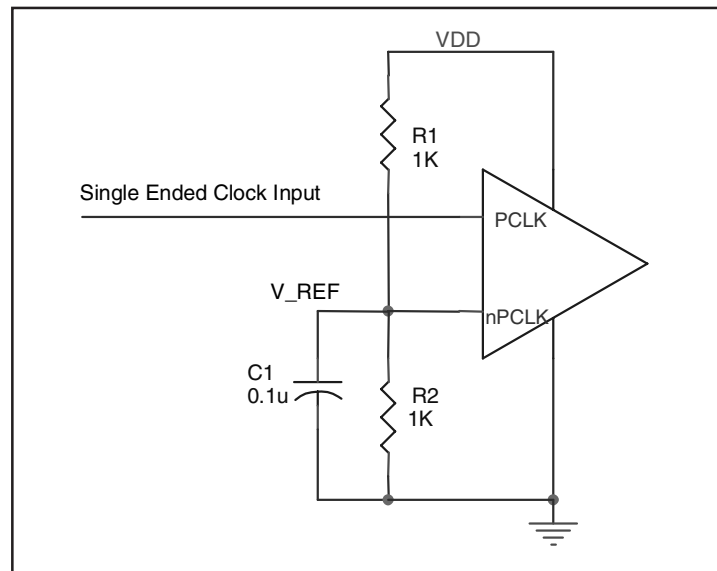 VDD
R1
1K
Single Ended Clock Input
PCLK
V_REF
nPCLK
C1
0.1u
R2
1K